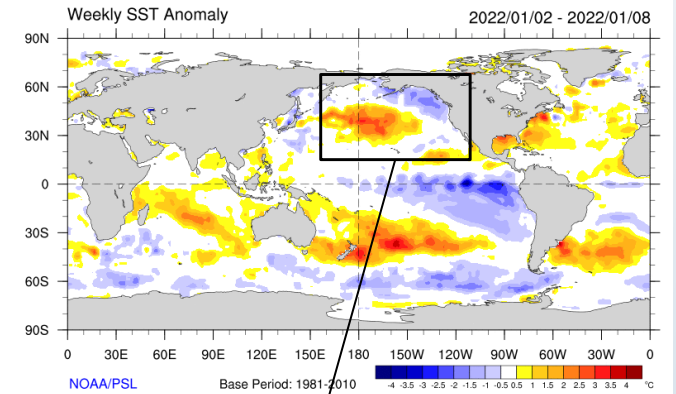 Weekly SST Anomaly 2022/01/02 - 2022/01/08
90N
60N
30N
0
30S
60S
90S
0 30E 60E 90E 120E 150E 180 150W 120W 90W 60W 30W 0
NOAA/PSL Base Period: 1981-2010
-4 -3.5 -3 -2.5 -2 -1.5 -1 -0.5 0.5 1 1.5 2 2.5 3 3.5 4 °C